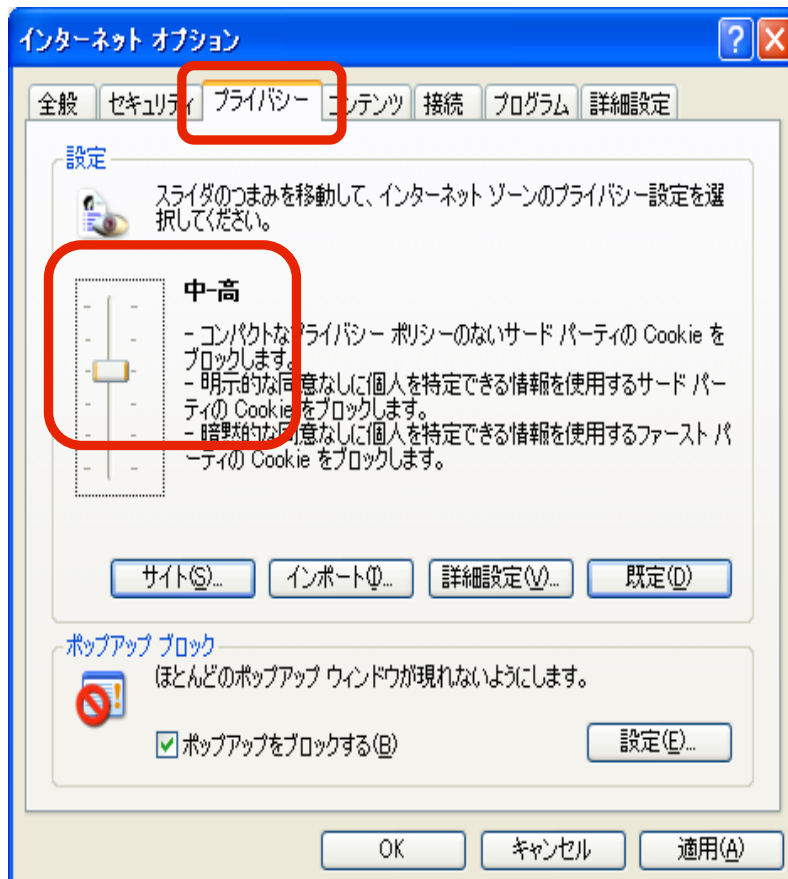 インターネット オプション
全般 セキュリティ プライバシー コンテンツ 接続 プログラム 詳細設定
設定
スライダのつまみを移動して、インターネット ゾーンのプライバシー設定を選
択してください。
中-高
- コンパクトなプライバシー ポリシーのないサード パーティの Cookie を
ブロックします。
- 明示的な同意なしに個人を特定できる情報を使用するサード パー
ティの Cookie をブロックします。
- 暗黙的な同意なしに個人を特定できる情報を使用するファースト パ
ーティの Cookie をブロックします。
サイト(S)... インポート(I)... 詳細設定(V)... 既定(D)
ポップアップ ブロック
ほとんどのポップアップ ウィンドウが現れないようにします。
ポップアップをブロックする(B)
設定(E)...
OK キャンセル 適用(A)